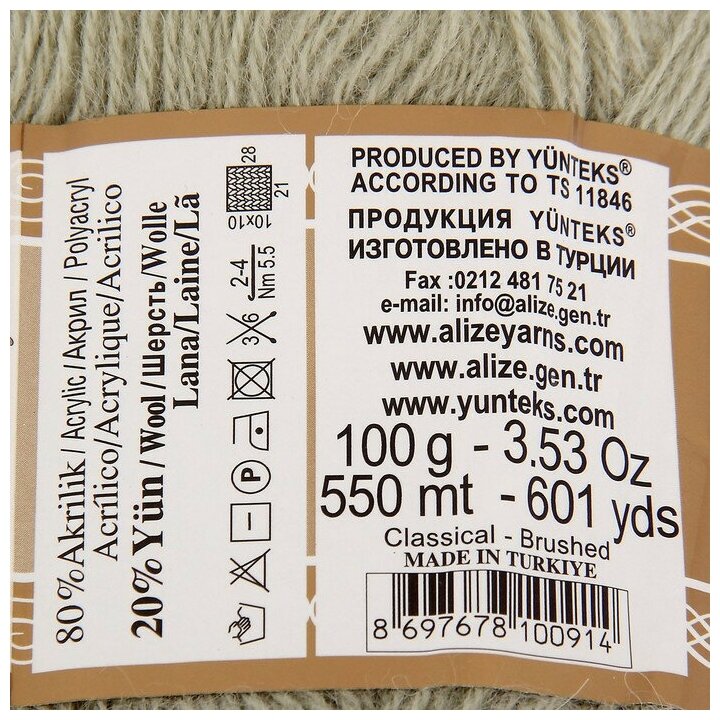 80% Akrilik / Acrylic / Акрил / Polyacryl
Acrílico/Acrylique/Acrilico
20% Yün / Wool / Шерсть / Wolle
Lana/Laine/Lã
28
21
10x10
2-4
Nm 5.5
3 6
P
PRODUCED BY YÜNTEKS®
ACCORDING TO TS 11846
ПРОДУКЦИЯ YÜNTEKS®
ИЗГОТОВЛЕНО В ТУРЦИИ
Fax :0212 481 75 21
e-mail: info@alize.gen.tr
www.alizeyarns.com
www.alize.gen.tr
www.yunteks.com
100 g - 3.53 Oz
550 mt - 601 yds
Classical - Brushed
MADE IN TURKIYE
8 697678 100914